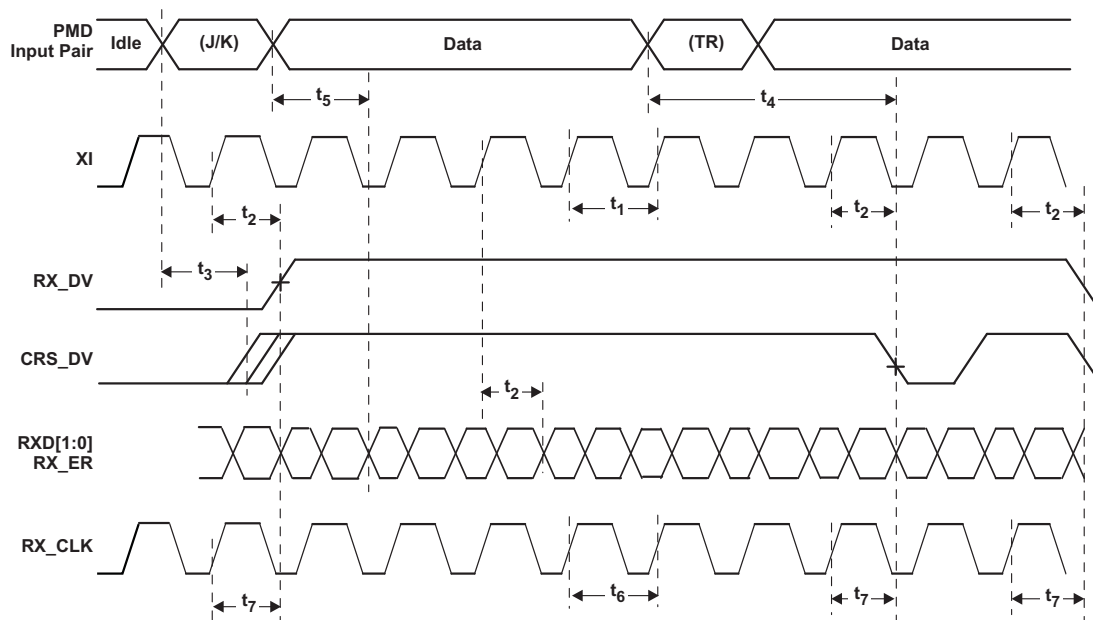 PMD
Input Pair
Idle
(J/K)
Data
(TR)
Data
t5
t4
XI
t2
t1
t2
t2
t3
RX_DV
CRS_DV
t2
RXD[1:0]
RX_ER
RX_CLK
t7
t6
t7
t7